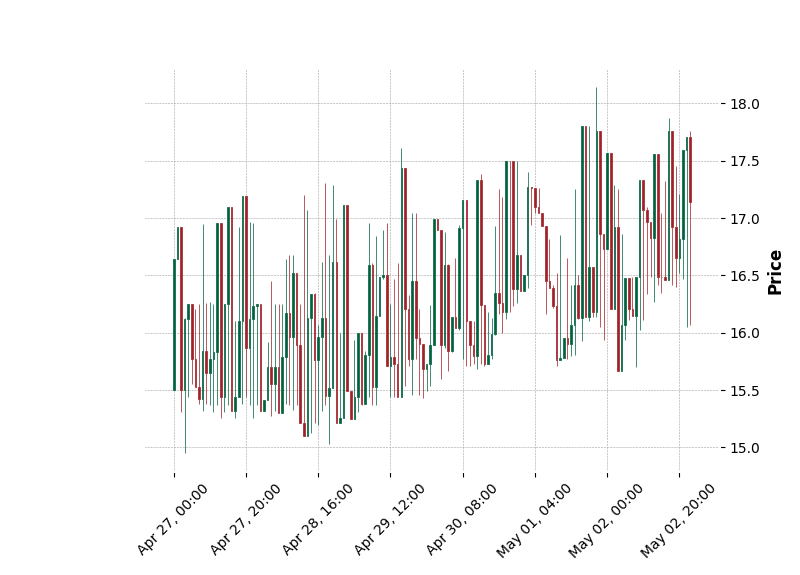 18.0
17.5
17.0
16.5
16.0
15.5
15.0
Price
Apr 27, 00:00
Apr 27, 20:00
Apr 28, 16:00
Apr 29, 12:00
Apr 30, 08:00
May 01, 04:00
May 02, 00:00
May 02, 20:00